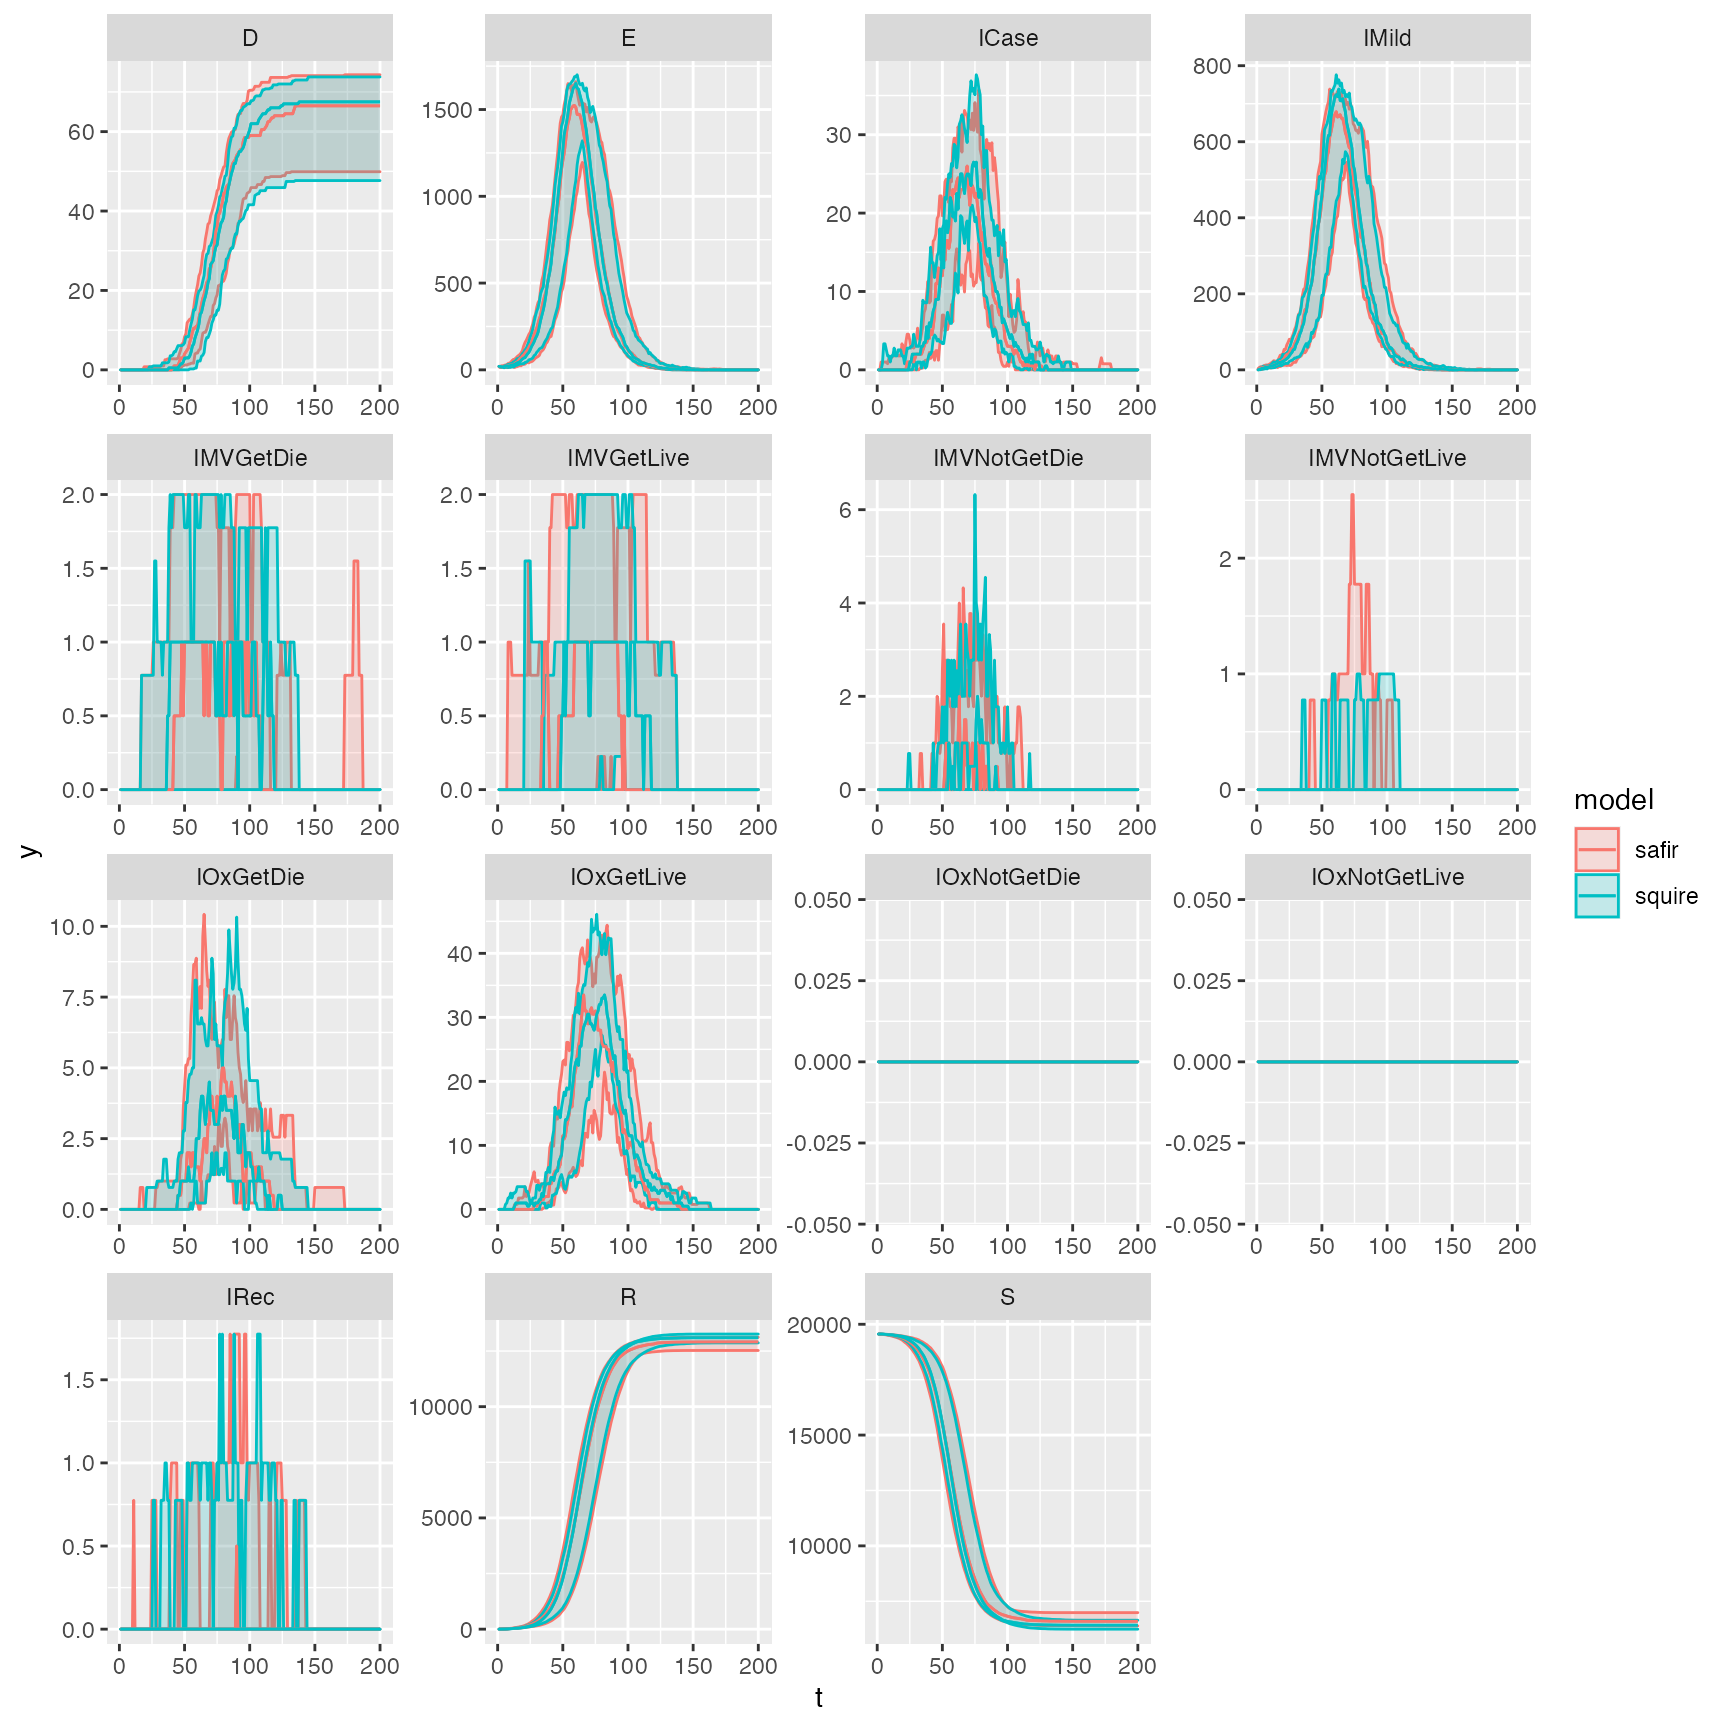 D E ICase IMild
60 1500 30 800
40 1000 20 600
20 500 10 400
0 0 0 200
0
0 50 100 150 200 0 50 100 150 200 0 50 100 150 200 0 50 100 150 200
IMVGetDie IMVGetLive IMVNotGetDie IMVNotGetLive
2.0 2.0 6 2
1.5 1.5 4 1
1.0 1.0 2 0
0.5 0.5 0
0.0 0.0
0 50 100 150 200 0 50 100 150 200 0 50 100 150 200 0 50 100 150 200
y
model
safir
squire
IOxGetDie IOxGetLive IOxNotGetDie IOxNotGetLive
10.0 40 0.050 0.050
7.5 30 0.025 0.025
5.0 20 0.000 0.000
2.5 10 -0.025 -0.025
0.0 0 -0.050 -0.050
0 50 100 150 200 0 50 100 150 200 0 50 100 150 200 0 50 100 150 200
IRec R S
1.5 10000 20000
1.0 5000 15000
0.5 0 10000
0.0
0 50 100 150 200 0 50 100 150 200 0 50 100 150 200
t